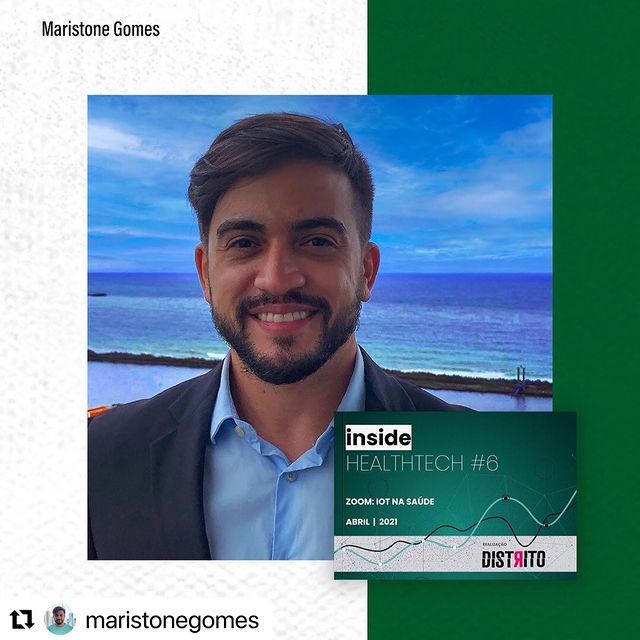 Maristone Gomes
inside
HEALTHTECH #6
ZOOM: IOT NA SAÚDE
ABRIL | 2021
REALIZAÇÃO
DISTRITO
maristonegomes